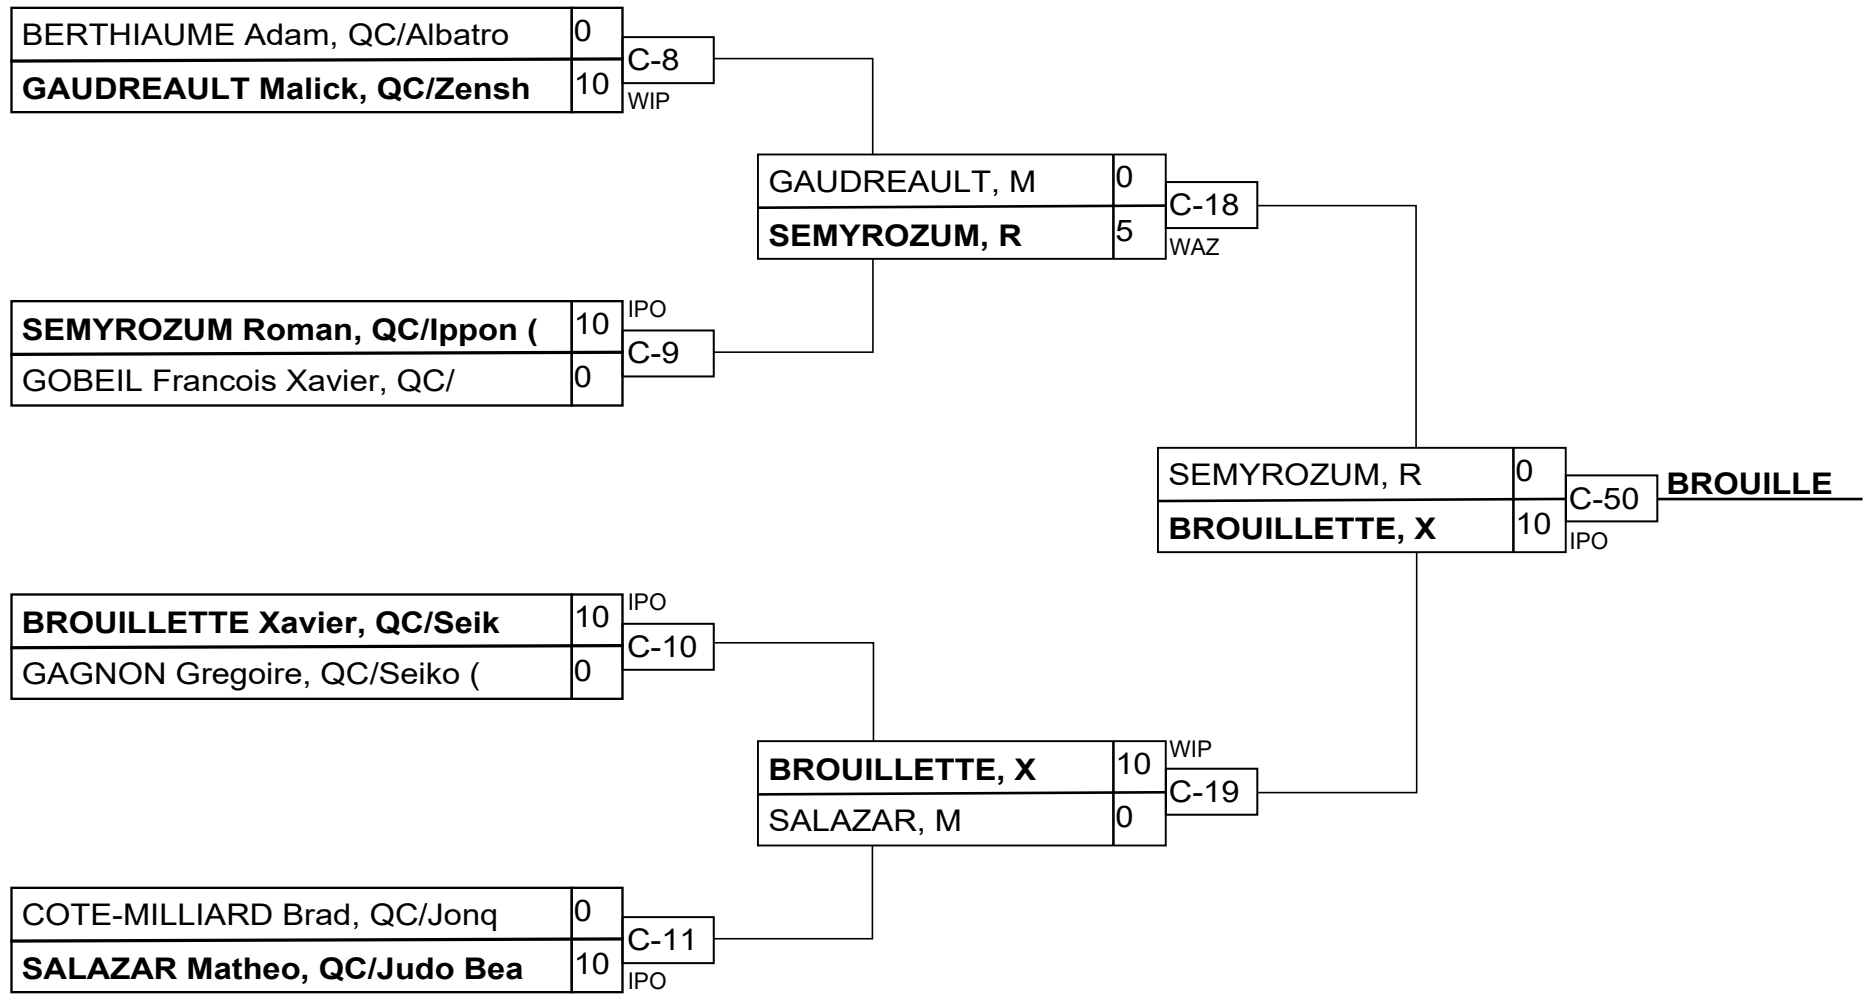 BERTHIAUME Adam, QC/Albatro 0
C-8
GAUDREAULT Malick, QC/Zensh 10
WIP
GAUDREAULT, M 0
C-18
SEMYROZUM, R 5
WAZ
SEMYROZUM Roman, QC/Ippon ( 10
IPO
C-9
GOBEIL Francois Xavier, QC/ 0
SEMYROZUM, R 0
C-50
BROUILLE
BROUILLETTE, X 10
IPO
BROUILLETTE Xavier, QC/Seik 10
IPO
C-10
GAGNON Gregoire, QC/Seiko ( 0
BROUILLETTE, X 10
WIP
C-19
SALAZAR, M 0
COTE-MILLIARD Brad, QC/Jonq 0
C-11
SALAZAR Matheo, QC/Judo Bea 10
IPO